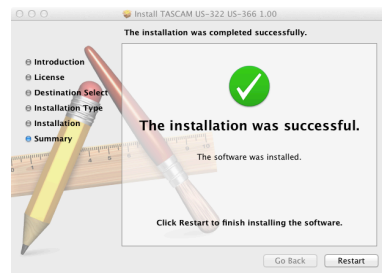 Install TASCAM US-322 US-366 1.00
The installation was completed successfully.
Introduction
License
Destination Select
Installation Type
Installation
Summary
The installation was successful.
The software was installed.
Click Restart to finish installing the software.
Go Back
Restart